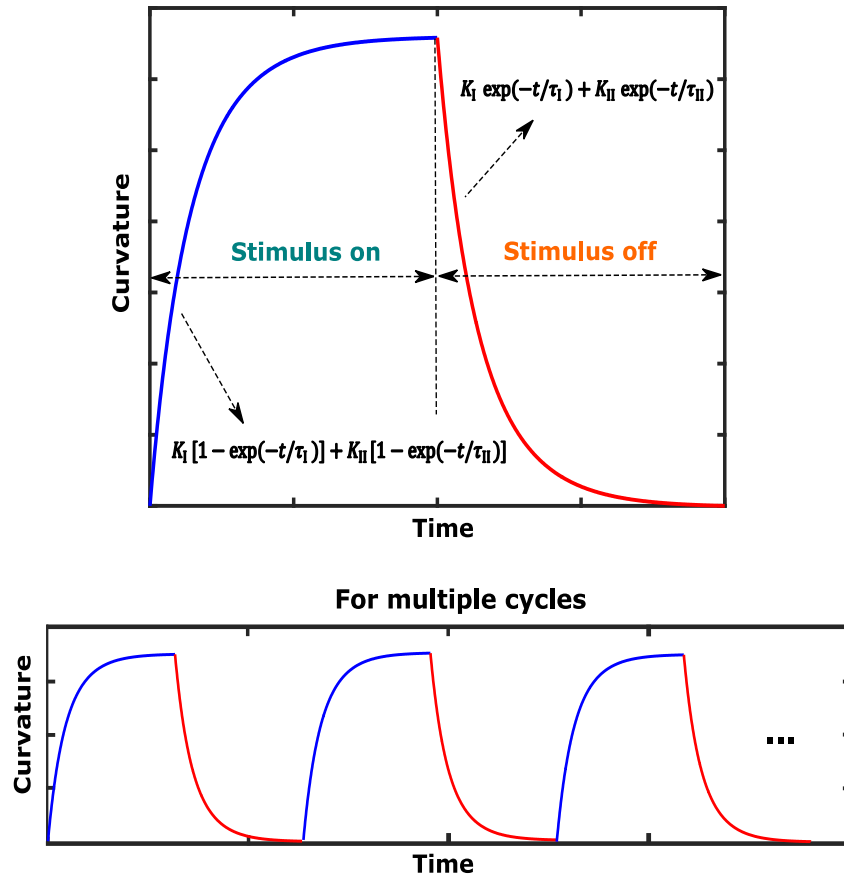 K_I exp(−t/τ_I) + K_II exp(−t/τ_II)
Curvature
Stimulus on
Stimulus off
K_I [1 − exp(−t/τ_I)] + K_II [1 − exp(−t/τ_II)]
Time
For multiple cycles
Curvature
...
Time